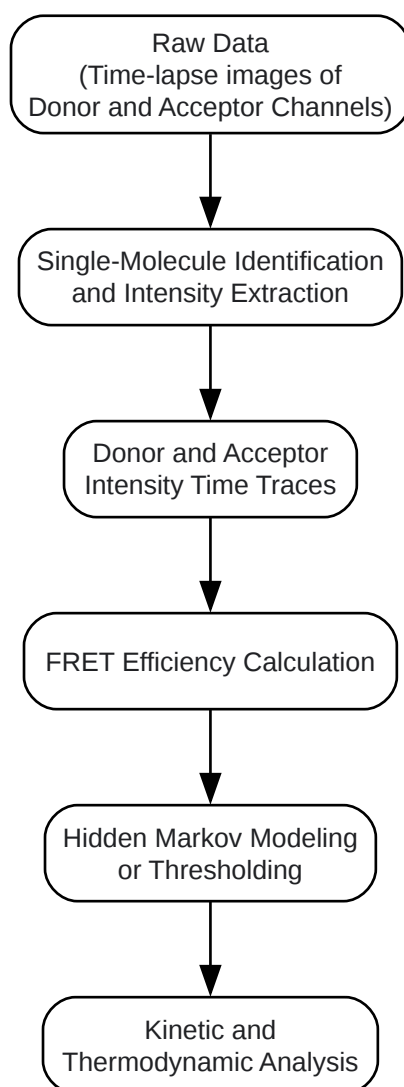 Raw Data
(Time-lapse images of
Donor and Acceptor Channels)
Single-Molecule Identification
and Intensity Extraction
Donor and Acceptor
Intensity Time Traces
FRET Efficiency Calculation
Hidden Markov Modeling
or Thresholding
Kinetic and
Thermodynamic Analysis